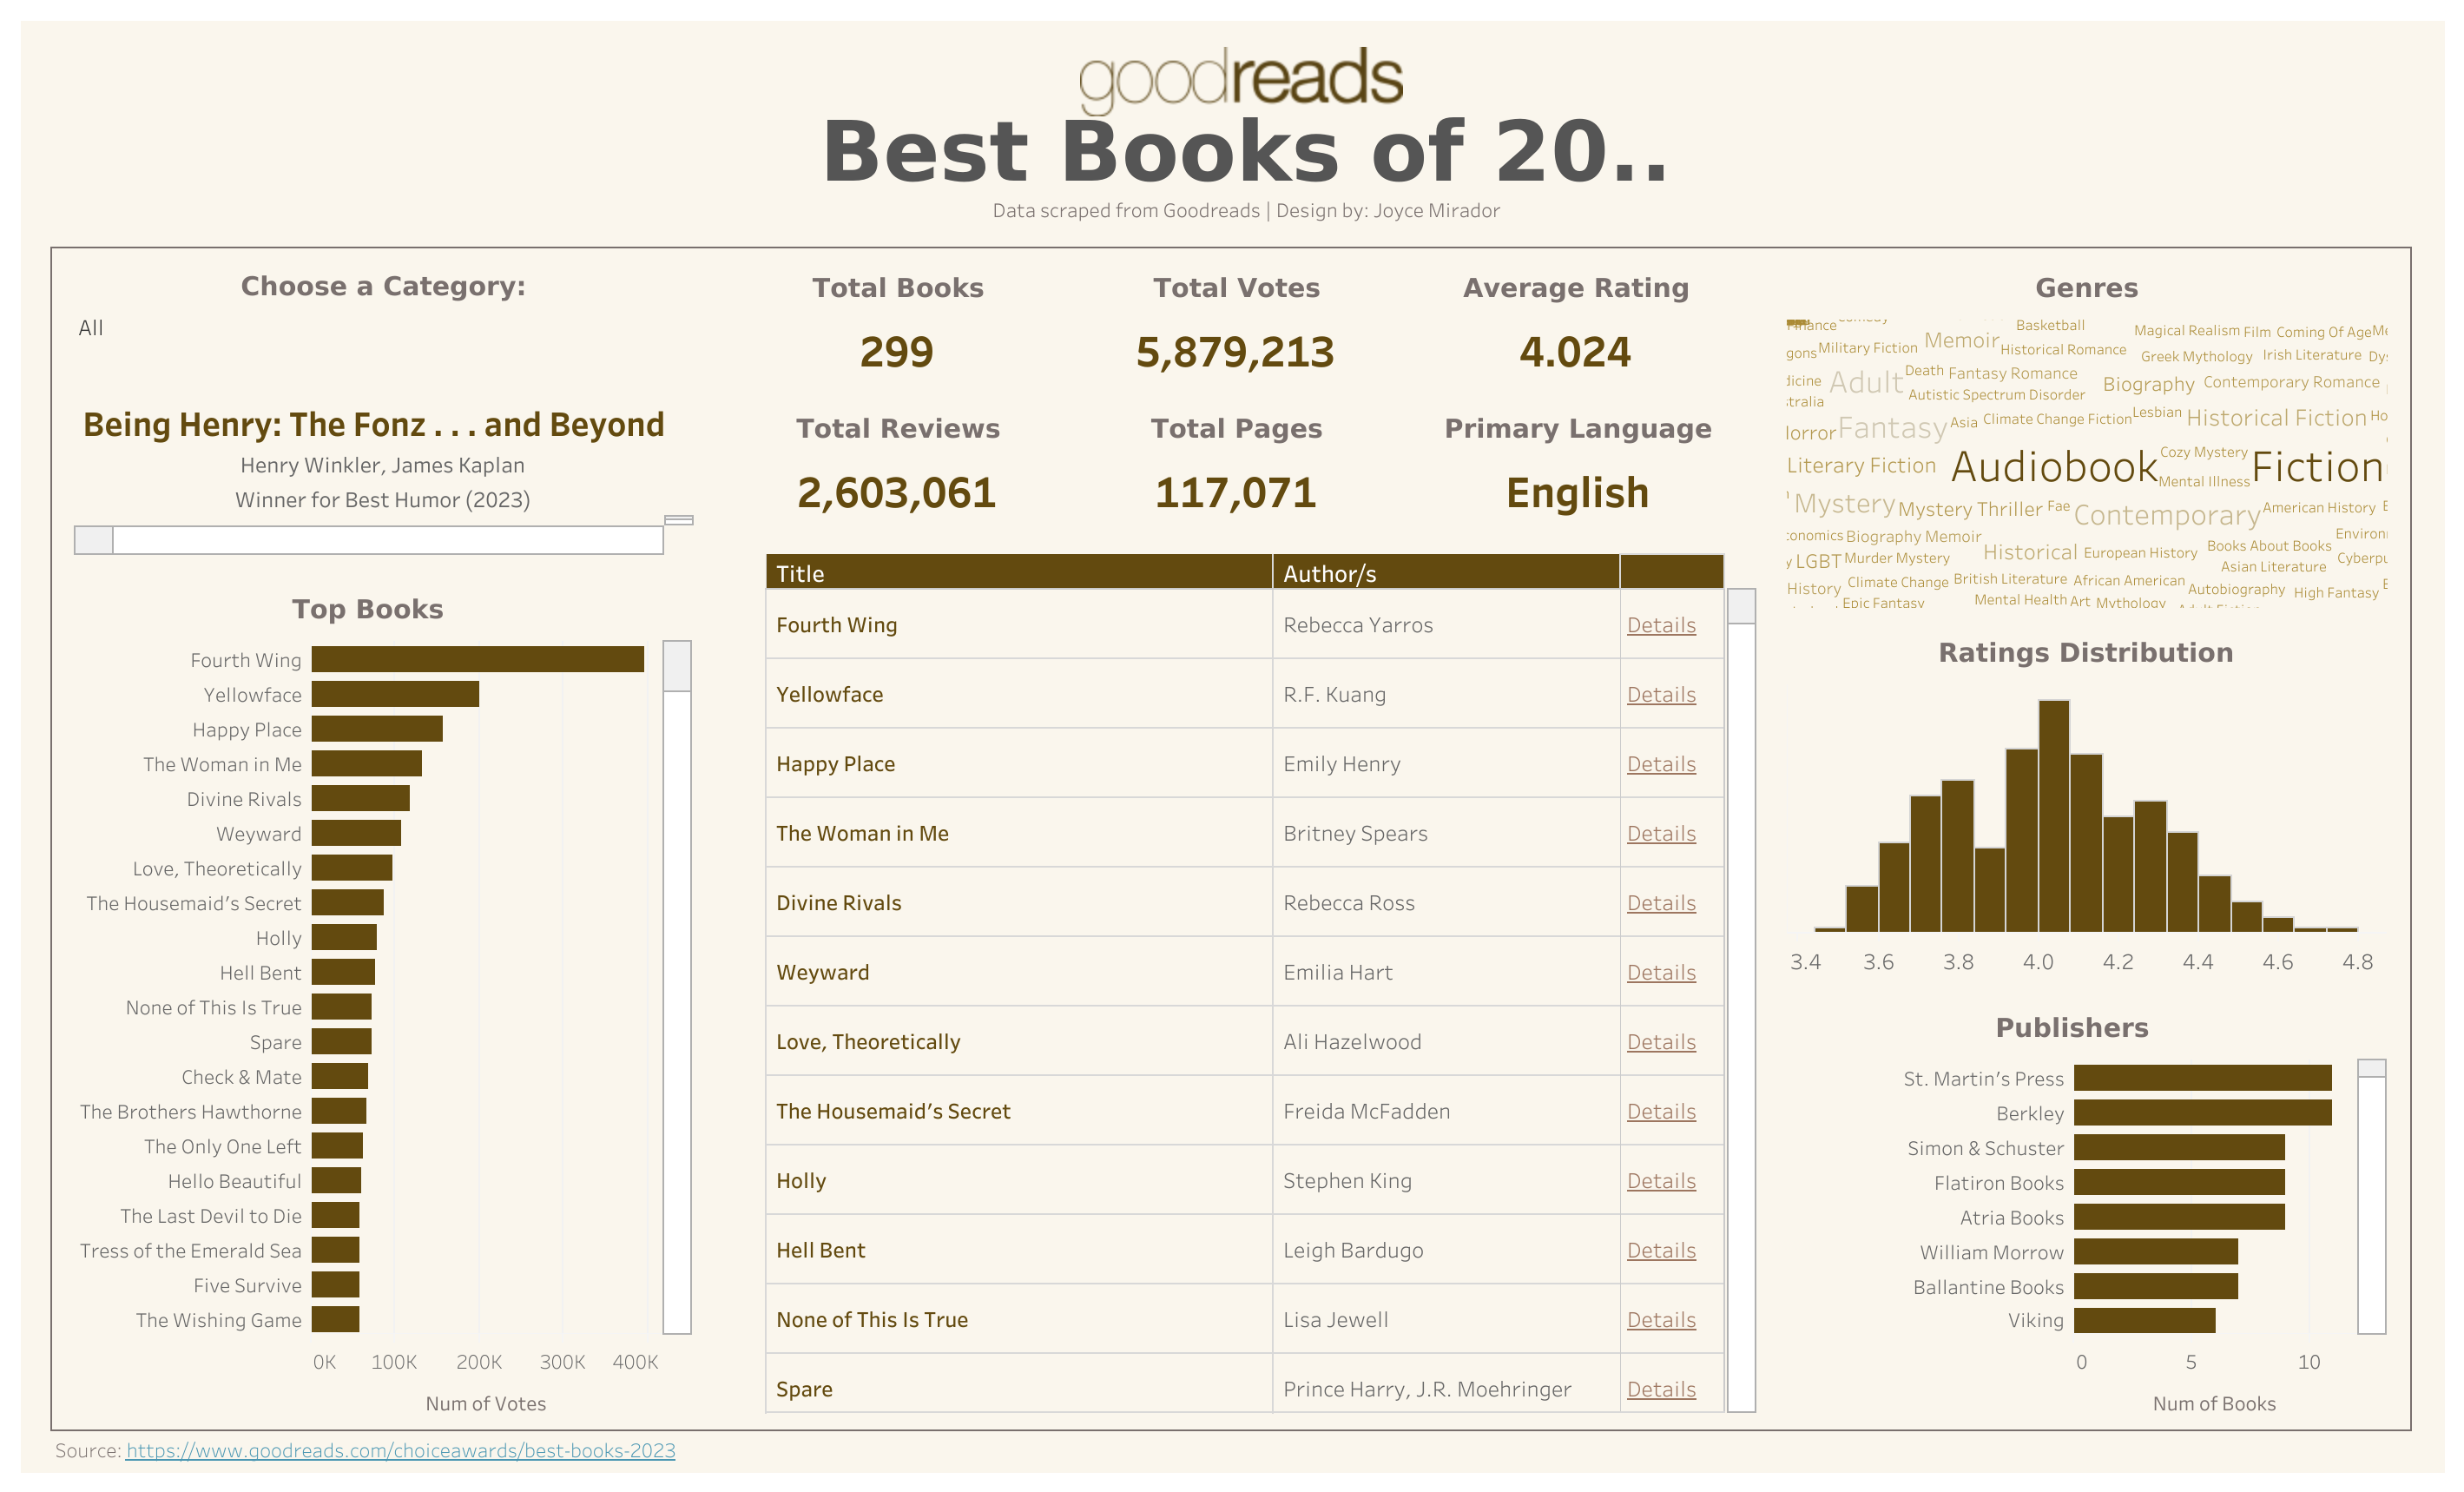 goodreads
Best Books of 20..
Data scraped from Goodreads | Design by: Joyce Mirador
Choose a Category:
All
Being Henry: The Fonz . . . and Beyond
Henry Winkler, James Kaplan
Winner for Best Humor (2023)
Top Books
Fourth Wing
Yellowface
Happy Place
The Woman in Me
Divine Rivals
Weyward
Love, Theoretically
The Housemaid's Secret
Holly
Hell Bent
None of This Is True
Spare
Check & Mate
The Brothers Hawthorne
The Only One Left
Hello Beautiful
The Last Devil to Die
Tress of the Emerald Sea
Five Survive
The Wishing Game
0K 100K 200K 300K 400K
Num of Votes
Total Books Total Votes Average Rating
299 5,879,213 4.024
Total Reviews Total Pages Primary Language
2,603,061 117,071 English
Title Author/s
Fourth Wing Rebecca Yarros Details
Yellowface R.F. Kuang Details
Happy Place Emily Henry Details
The Woman in Me Britney Spears Details
Divine Rivals Rebecca Ross Details
Weyward Emilia Hart Details
Love, Theoretically Ali Hazelwood Details
The Housemaid's Secret Freida McFadden Details
Holly Stephen King Details
Hell Bent Leigh Bardugo Details
None of This Is True Lisa Jewell Details
Spare Prince Harry, J.R. Moehringer Details
Genres
Basketball
Magical Realism Film Coming Of Age
Military Fiction Memoir Historical Romance
Greek Mythology Irish Literature
Adult Death Fantasy Romance
Biography Contemporary Romance
Autistic Spectrum Disorder
Fantasy Asia Climate Change Fiction Lesbian Historical Fiction
Literary Fiction Audiobook Cozy Mystery Fiction
Mental Illness
Mystery Mystery Thriller Fae Contemporary American History
Biography Memoir
Historical European History Books About Books
LGBT Murder Mystery
Asian Literature
History Climate Change British Literature African American Autobiography High Fantasy
Epic Fantasy Mental Health Art Mythology
Ratings Distribution
3.4 3.6 3.8 4.0 4.2 4.4 4.6 4.8
Publishers
St. Martin's Press
Berkley
Simon & Schuster
Flatiron Books
Atria Books
William Morrow
Ballantine Books
Viking
0 5 10
Num of Books
Source: https://www.goodreads.com/choiceawards/best-books-2023